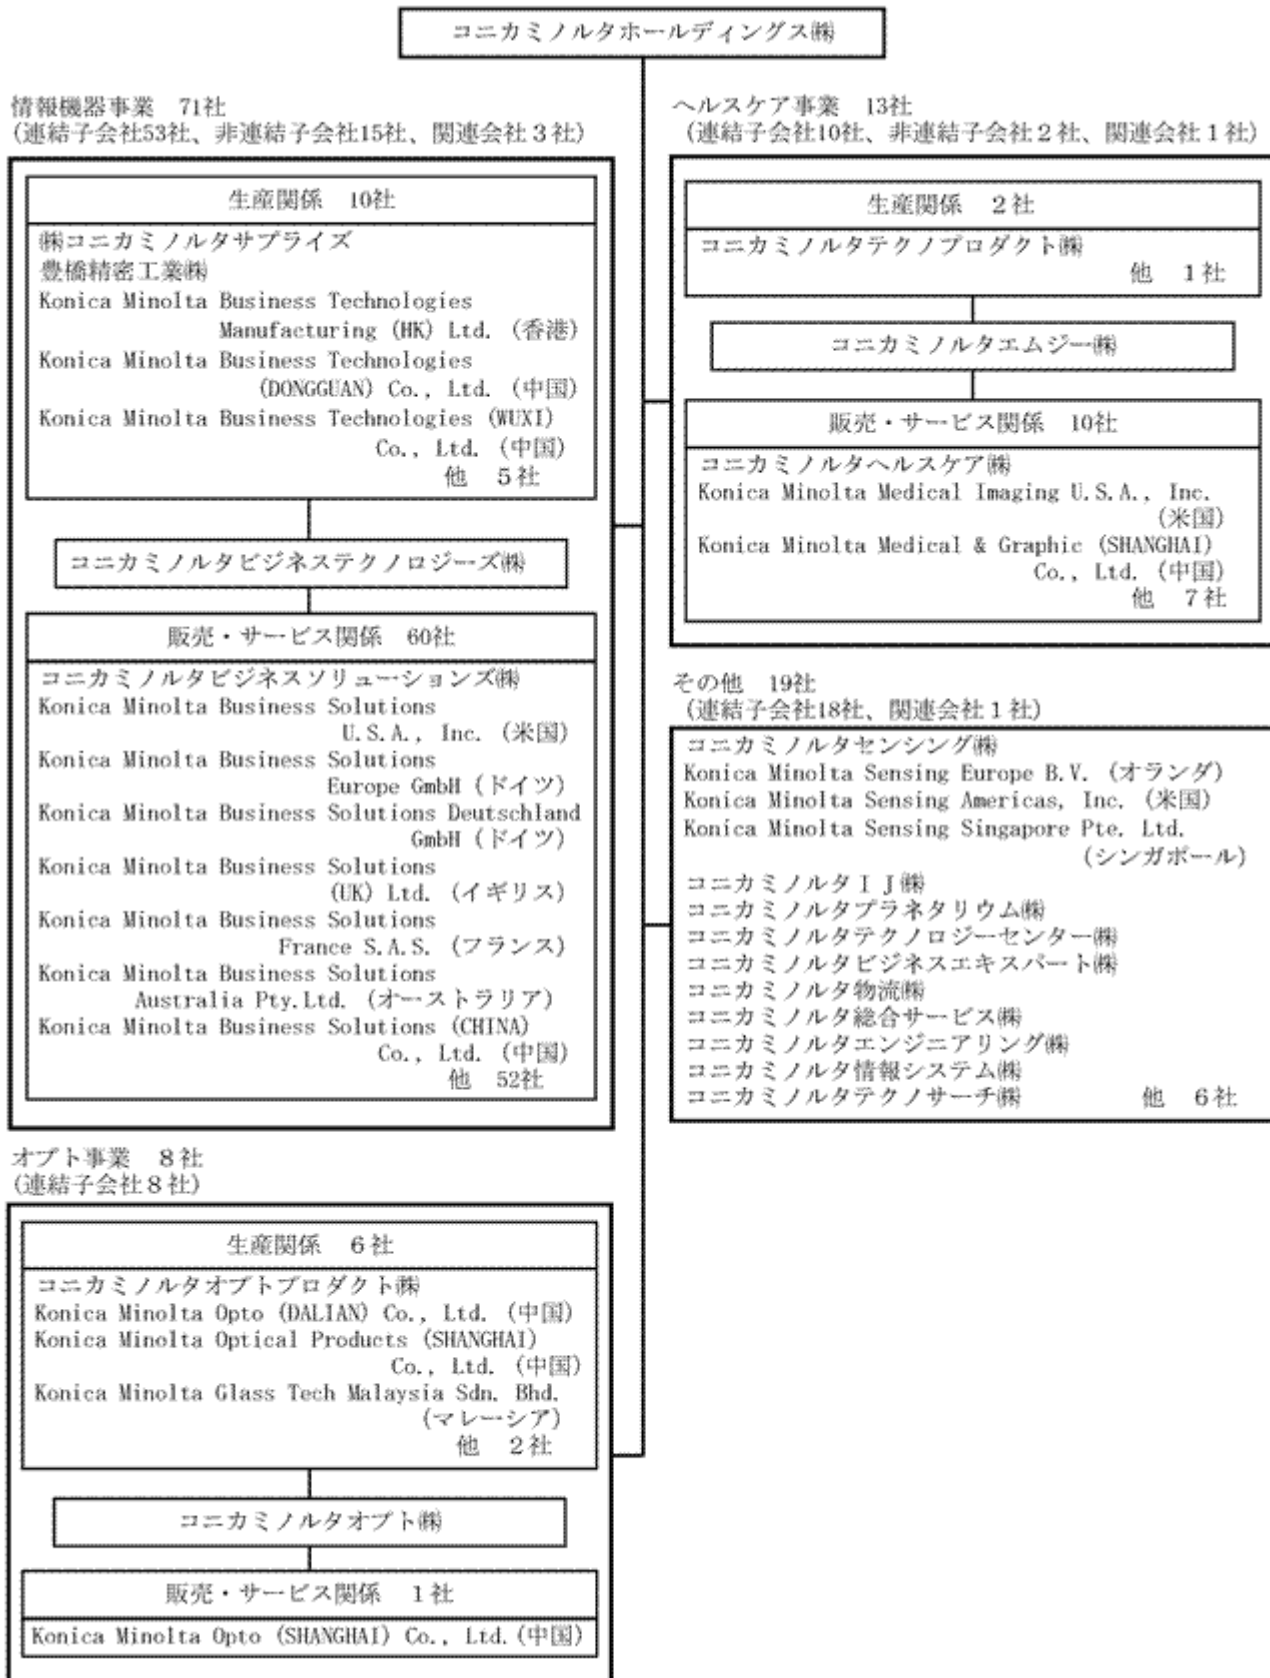 コニカミノルタホールディングス㈱
情報機器事業　71社
(連結子会社53社、非連結子会社15社、関連会社３社)
生産関係　10社
㈱コニカミノルタサプライズ
豊橋精密工業㈱
Konica Minolta Business Technologies
Manufacturing (HK) Ltd. (香港)
Konica Minolta Business Technologies
(DONGGUAN) Co., Ltd. (中国)
Konica Minolta Business Technologies (WUXI)
Co., Ltd. (中国)
他　５社
コニカミノルタビジネステクノロジーズ㈱
販売・サービス関係　60社
コニカミノルタビジネスソリューションズ㈱
Konica Minolta Business Solutions
U.S.A., Inc. (米国)
Konica Minolta Business Solutions
Europe GmbH (ドイツ)
Konica Minolta Business Solutions Deutschland
GmbH (ドイツ)
Konica Minolta Business Solutions
(UK) Ltd. (イギリス)
Konica Minolta Business Solutions
France S.A.S. (フランス)
Konica Minolta Business Solutions
Australia Pty.Ltd. (オーストラリア)
Konica Minolta Business Solutions (CHINA)
Co., Ltd. (中国)
他　52社
オプト事業　８社
(連結子会社８社)
生産関係　６社
コニカミノルタオプトプロダクト㈱
Konica Minolta Opto (DALIAN) Co., Ltd. (中国)
Konica Minolta Optical Products (SHANGHAI)
Co., Ltd. (中国)
Konica Minolta Glass Tech Malaysia Sdn. Bhd.
(マレーシア)
他　２社
コニカミノルタオプト㈱
販売・サービス関係　１社
Konica Minolta Opto (SHANGHAI) Co., Ltd.(中国)
ヘルスケア事業　13社
(連結子会社10社、非連結子会社２社、関連会社１社)
生産関係　２社
コニカミノルタテクノプロダクト㈱
他　１社
コニカミノルタエムジー㈱
販売・サービス関係　10社
コニカミノルタヘルスケア㈱
Konica Minolta Medical Imaging U.S.A., Inc.
(米国)
Konica Minolta Medical & Graphic (SHANGHAI)
Co., Ltd. (中国)
他　７社
その他　19社
(連結子会社18社、関連会社１社)
コニカミノルタセンシング㈱
Konica Minolta Sensing Europe B.V. (オランダ)
Konica Minolta Sensing Americas, Inc. (米国)
Konica Minolta Sensing Singapore Pte. Ltd.
(シンガポール)
コニカミノルタＩＪ㈱
コニカミノルタプラネタリウム㈱
コニカミノルタテクノロジーセンター㈱
コニカミノルタビジネスエキスパート㈱
コニカミノルタ物流㈱
コニカミノルタ総合サービス㈱
コニカミノルタエンジニアリング㈱
コニカミノルタ情報システム㈱
コニカミノルタテクノサーチ㈱　他　６社